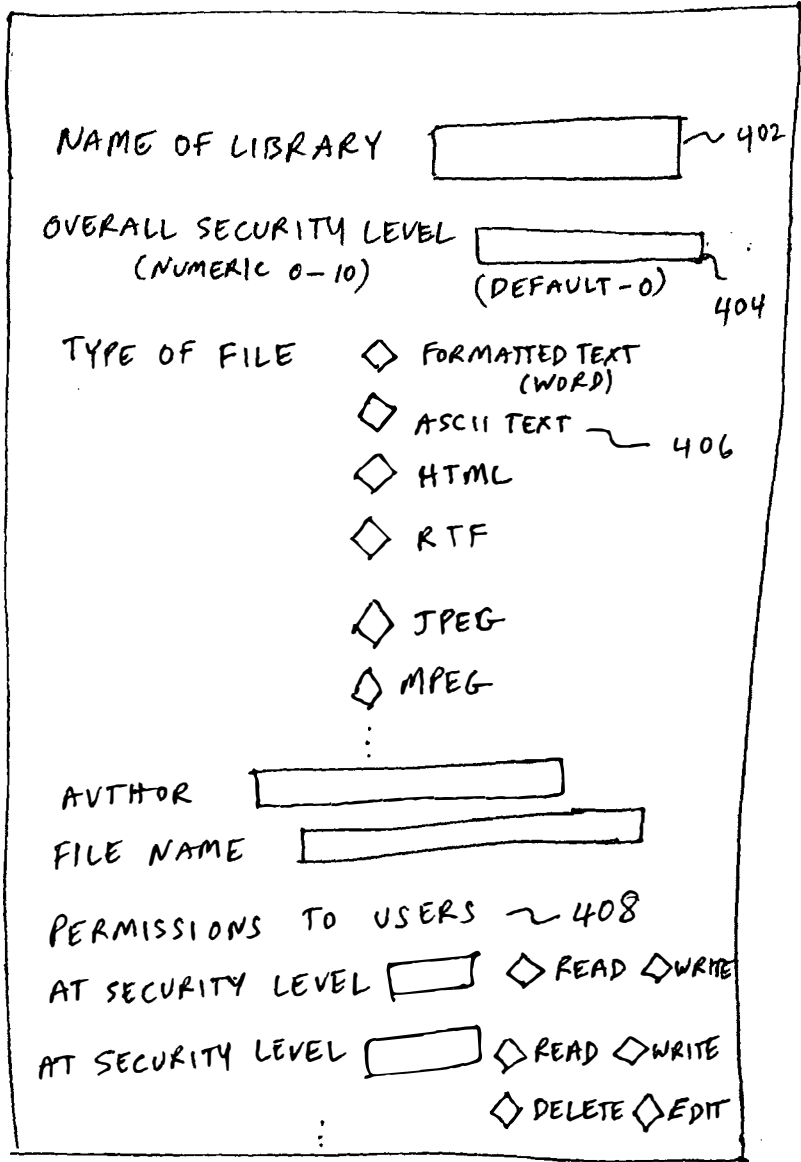 NAME OF LIBRARY 402
OVERALL SECURITY LEVEL
(NUMERIC 0-10) (DEFAULT-0) 404
TYPE OF FILE FORMATTED TEXT
(WORD)
ASCII TEXT 406
HTML
RTF
JPEG
MPEG
AUTHOR
FILE NAME
PERMISSIONS TO USERS 408
AT SECURITY LEVEL READ WRITE
AT SECURITY LEVEL READ WRITE
DELETE EDIT